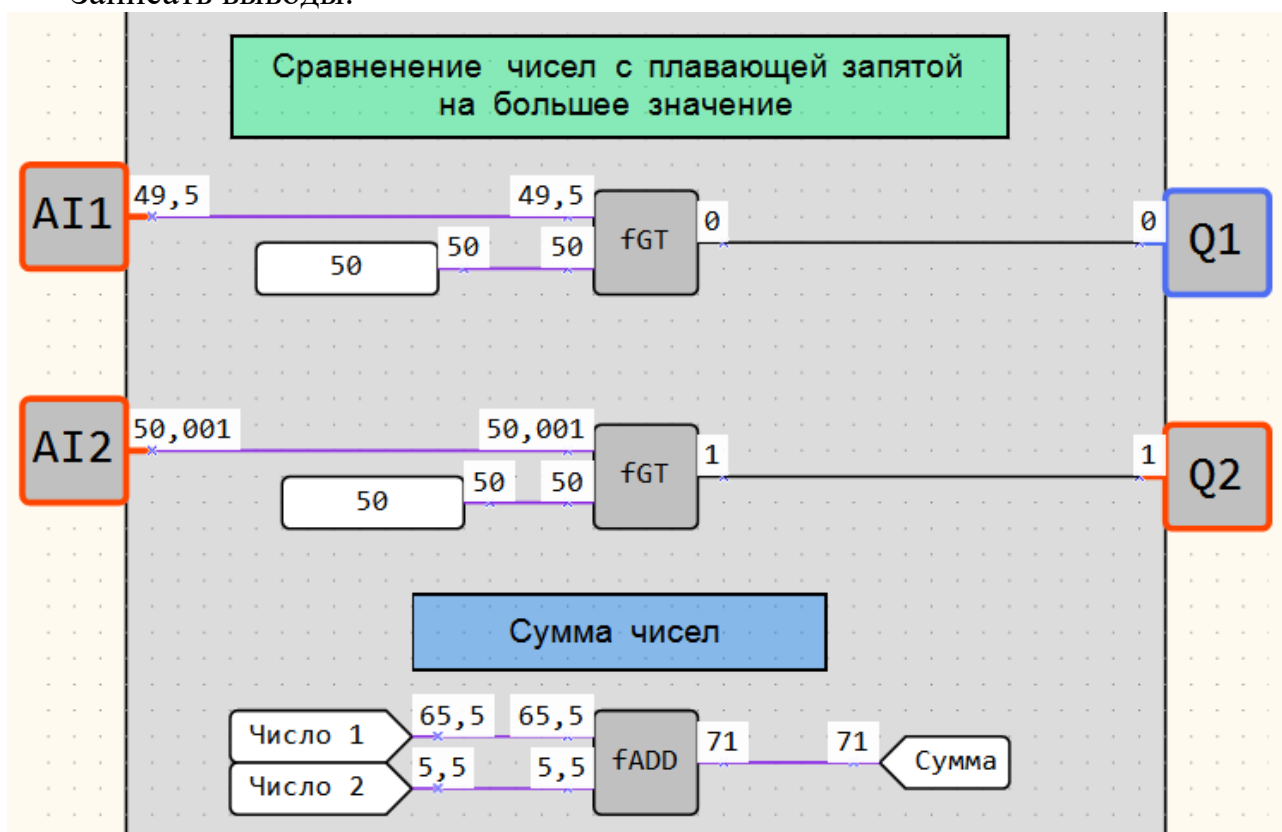 Записать выводы.
Сравненение чисел с плавающей запятой
на большее значение
AI1
49,5
49,5
50
50
50
fGT
0
0
Q1
AI2
50,001
50,001
50
50
50
fGT
1
1
Q2
Сумма чисел
Число 1
65,5
65,5
Число 2
5,5
5,5
fADD
71
71
Сумма